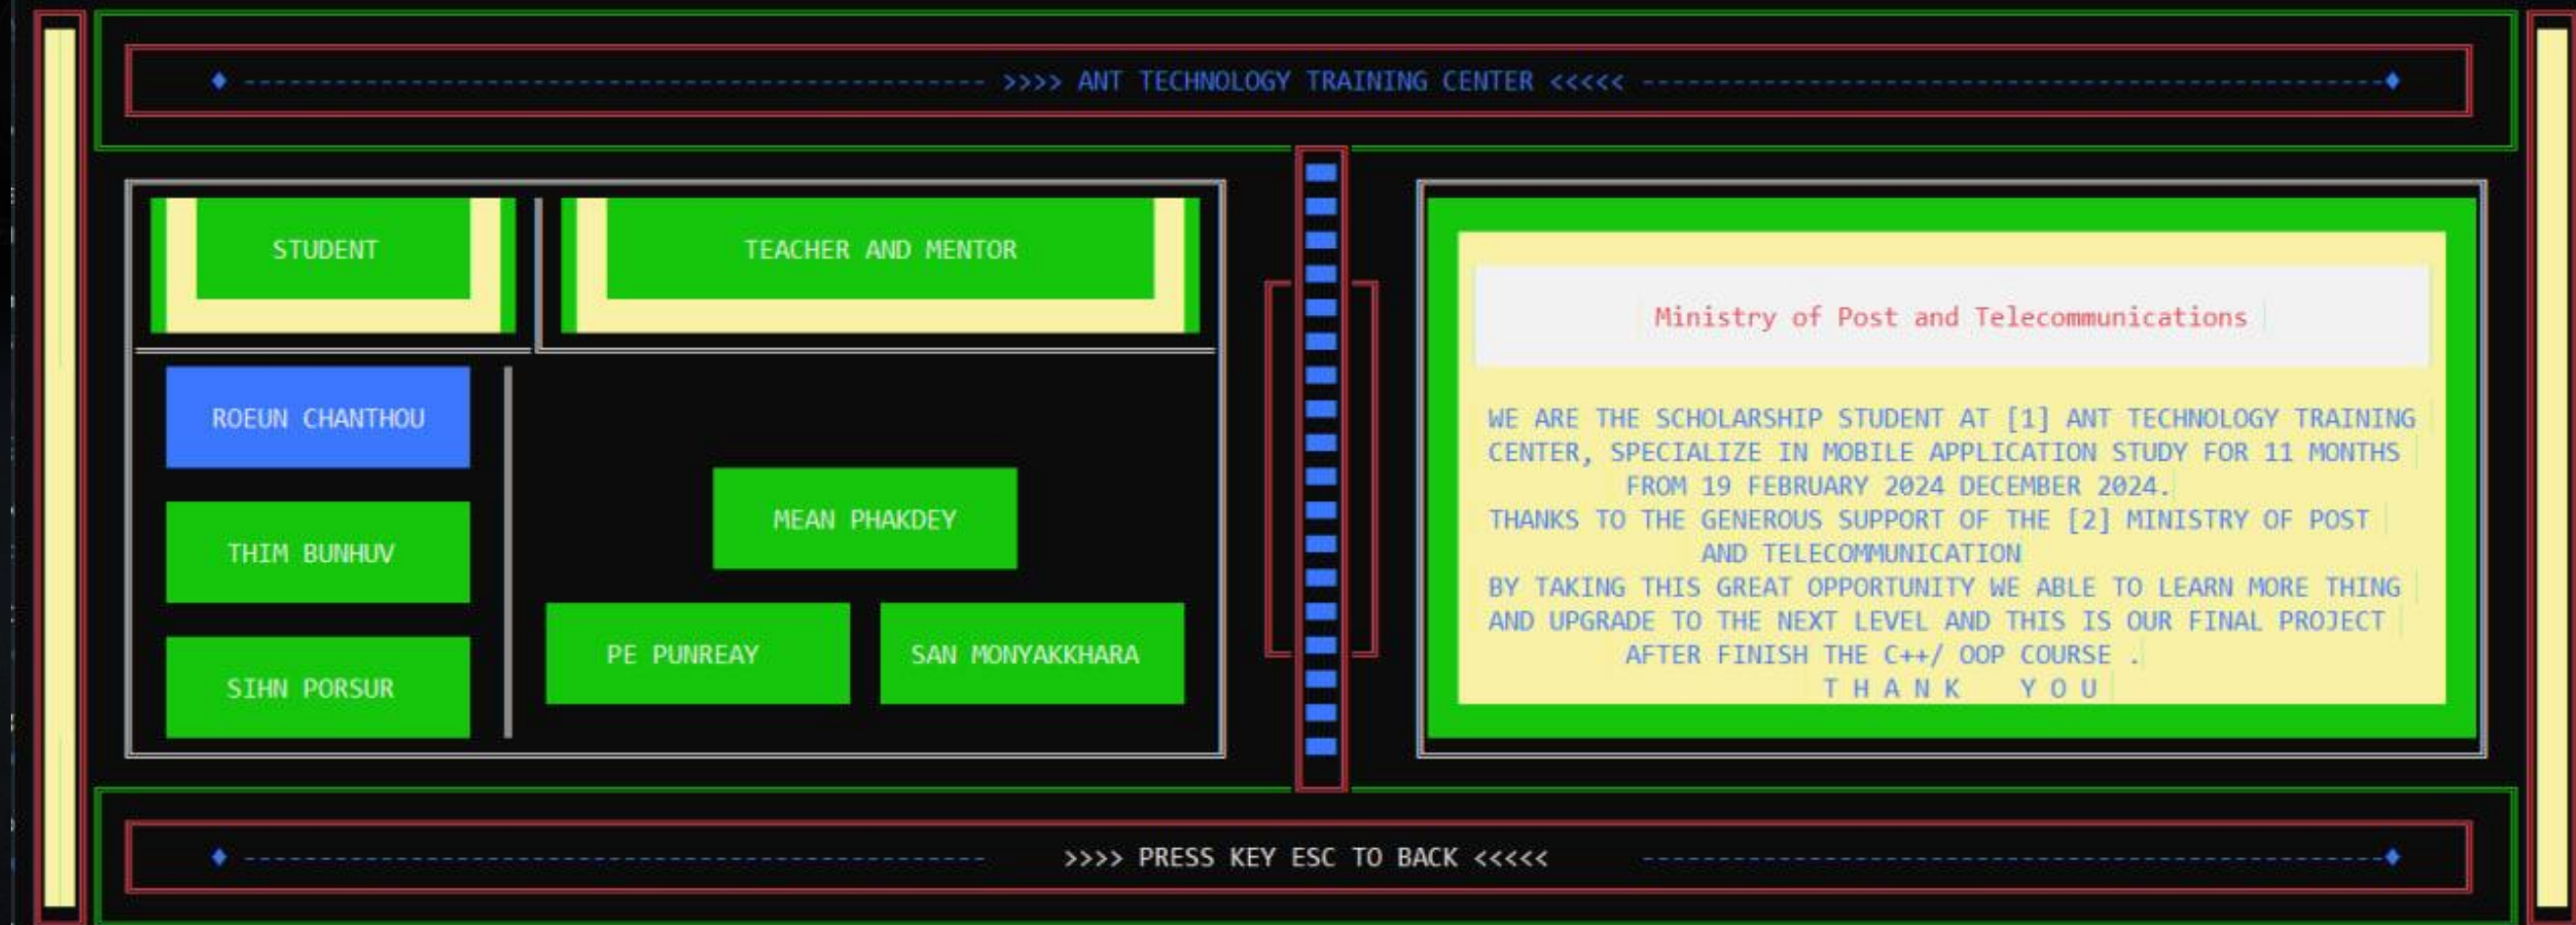 ♦ ------------------------------------------------- >>>> ANT TECHNOLOGY TRAINING CENTER <<<<< -------------------------------------------------♦
STUDENT
TEACHER AND MENTOR
ROEUN CHANTHOU
THIM BUNHUV
SIHN PORSUR
MEAN PHAKDEY
PE PUNREAY
SAN MONYAKKHARA
Ministry of Post and Telecommunications
WE ARE THE SCHOLARSHIP STUDENT AT [1] ANT TECHNOLOGY TRAINING
CENTER, SPECIALIZE IN MOBILE APPLICATION STUDY FOR 11 MONTHS
FROM 19 FEBRUARY 2024 DECEMBER 2024.
THANKS TO THE GENEROUS SUPPORT OF THE [2] MINISTRY OF POST
AND TELECOMMUNICATION
BY TAKING THIS GREAT OPPORTUNITY WE ABLE TO LEARN MORE THING
AND UPGRADE TO THE NEXT LEVEL AND THIS IS OUR FINAL PROJECT
AFTER FINISH THE C++/ OOP COURSE .
T H A N K   Y O U
♦ ------------------------------------------------- >>>> PRESS KEY ESC TO BACK <<<<< -------------------------------------------------♦